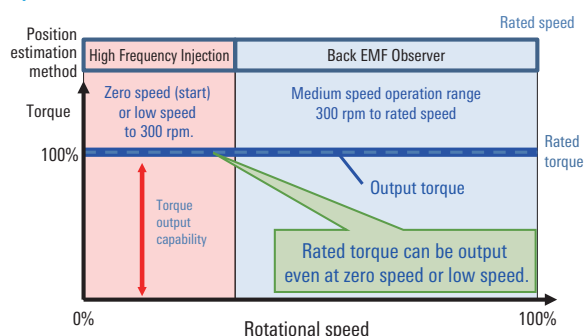 Rated speed
Position
estimation
method
High Frequency Injection
Back EMF Observer
Zero speed (start)
or low speed
to 300 rpm.
Medium speed operation range
300 rpm to rated speed
Torque
100%
Rated
torque
Output torque
Torque
output
capability
Rated torque can be output
even at zero speed or low speed.
0%
Rotational speed
100%